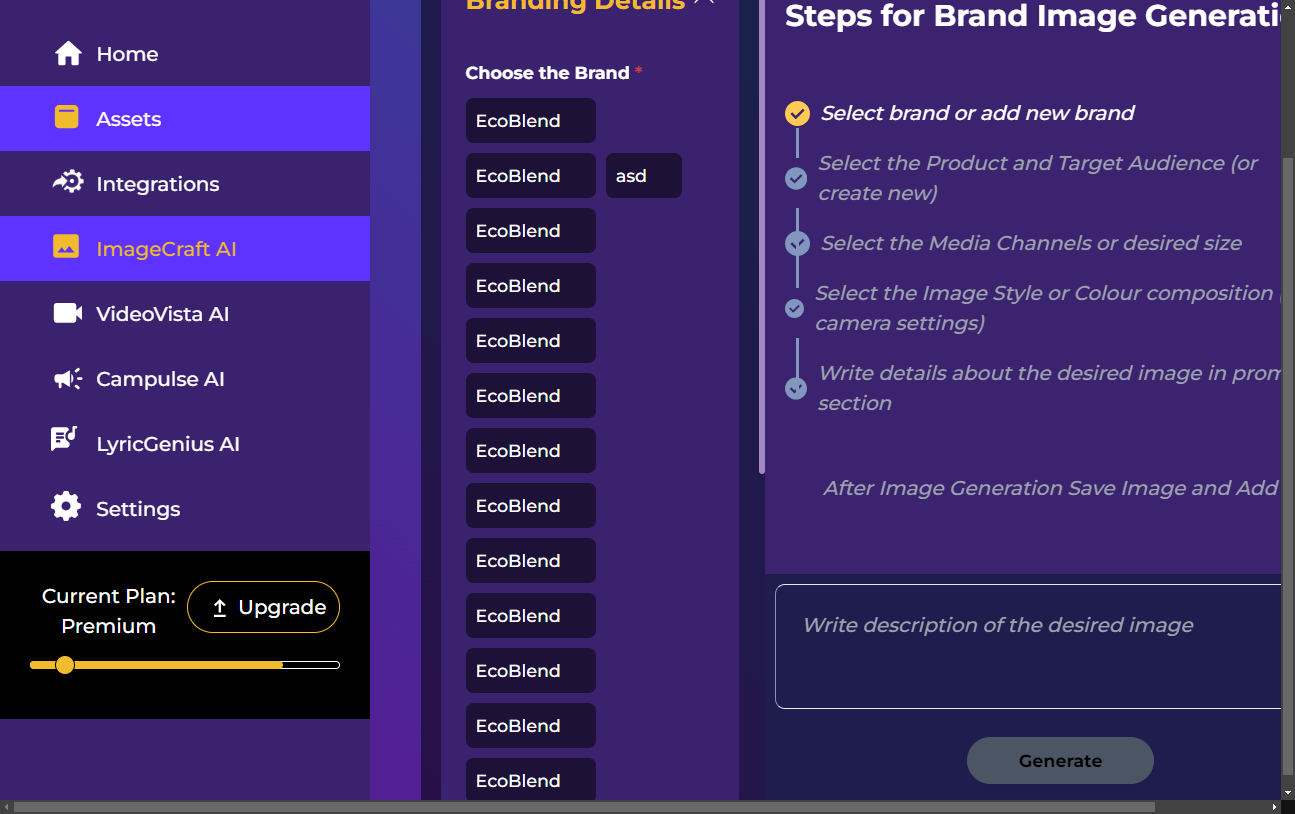 Home
Assets
Integrations
ImageCraft AI
VideoVista AI
Campulse AI
LyricGenius AI
Settings
Current Plan:
Premium
Upgrade
Branding Details
Choose the Brand *
EcoBlend
EcoBlend asd
EcoBlend
EcoBlend
EcoBlend
EcoBlend
EcoBlend
EcoBlend
EcoBlend
EcoBlend
EcoBlend
EcoBlend
EcoBlend
Steps for Brand Image Generati
Select brand or add new brand
Select the Product and Target Audience (or
create new)
Select the Media Channels or desired size
Select the Image Style or Colour composition (
camera settings)
Write details about the desired image in prom
section
After Image Generation Save Image and Add
Write description of the desired image
Generate